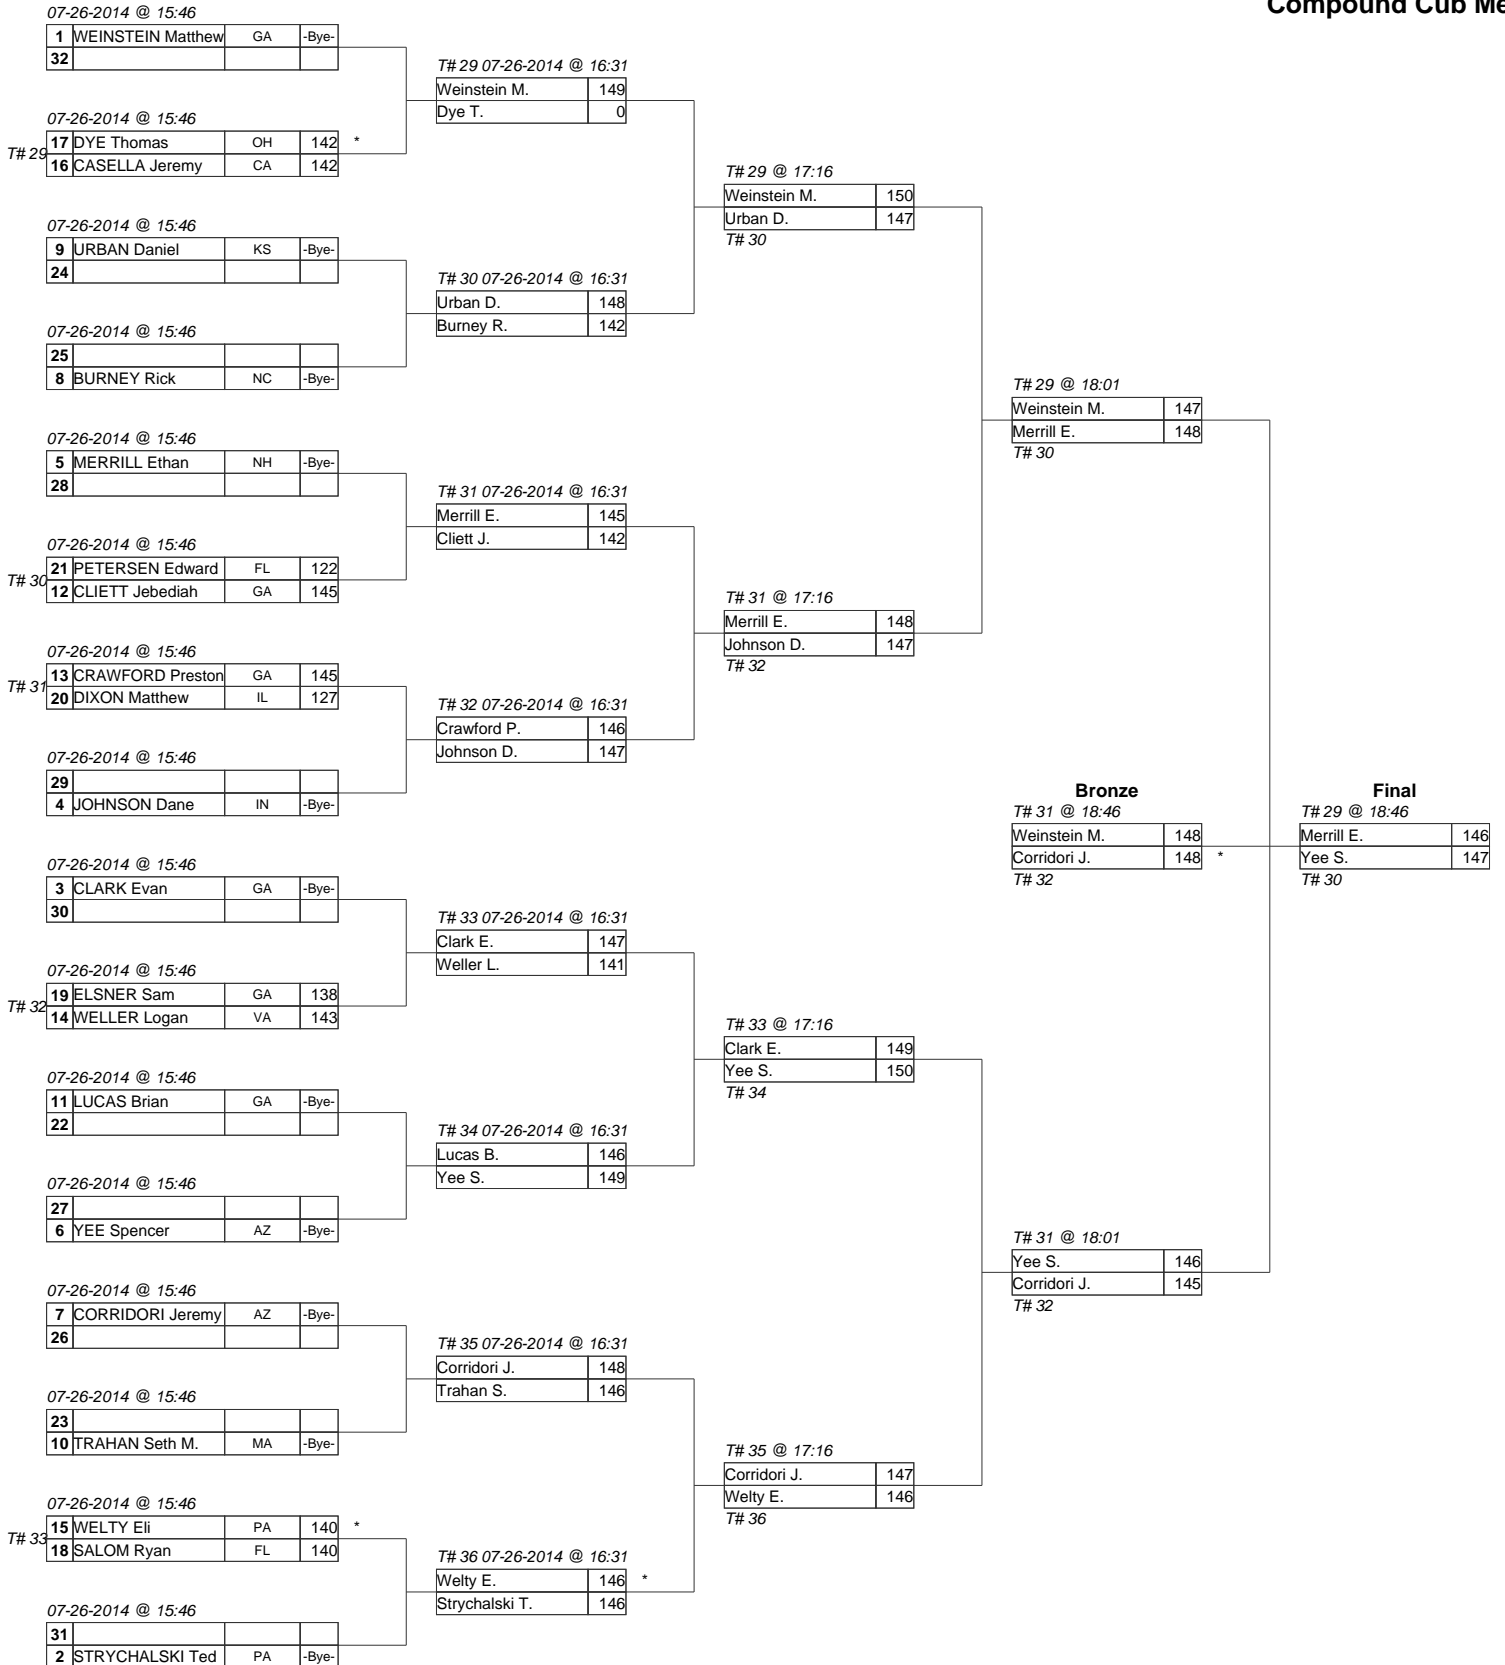 Compound Cub Me
07-26-2014 @ 15:46
1 WEINSTEIN Matthew GA -Bye-
32
T# 29 07-26-2014 @ 16:31
Weinstein M. 149
Dye T. 0
07-26-2014 @ 15:46
T# 29
17 DYE Thomas OH 142 *
16 CASELLA Jeremy CA 142
T# 29 @ 17:16
Weinstein M. 150
Urban D. 147
T# 30
07-26-2014 @ 15:46
9 URBAN Daniel KS -Bye-
24
T# 30 07-26-2014 @ 16:31
Urban D. 148
Burney R. 142
07-26-2014 @ 15:46
25
8 BURNEY Rick NC -Bye-
T# 29 @ 18:01
Weinstein M. 147
Merrill E. 148
T# 30
07-26-2014 @ 15:46
5 MERRILL Ethan NH -Bye-
28
T# 31 07-26-2014 @ 16:31
Merrill E. 145
Cliett J. 142
07-26-2014 @ 15:46
T# 30
21 PETERSEN Edward FL 122
12 CLIETT Jebediah GA 145
T# 31 @ 17:16
Merrill E. 148
Johnson D. 147
T# 32
07-26-2014 @ 15:46
T# 31
13 CRAWFORD Preston GA 145
20 DIXON Matthew IL 127
T# 32 07-26-2014 @ 16:31
Crawford P. 146
Johnson D. 147
07-26-2014 @ 15:46
29
4 JOHNSON Dane IN -Bye-
Bronze
T# 31 @ 18:46
Weinstein M. 148
Corridori J. 148 *
T# 32
Final
T# 29 @ 18:46
Merrill E. 146
Yee S. 147
T# 30
07-26-2014 @ 15:46
3 CLARK Evan GA -Bye-
30
T# 33 07-26-2014 @ 16:31
Clark E. 147
Weller L. 141
07-26-2014 @ 15:46
T# 32
19 ELSNER Sam GA 138
14 WELLER Logan VA 143
T# 33 @ 17:16
Clark E. 149
Yee S. 150
T# 34
07-26-2014 @ 15:46
11 LUCAS Brian GA -Bye-
22
T# 34 07-26-2014 @ 16:31
Lucas B. 146
Yee S. 149
07-26-2014 @ 15:46
27
6 YEE Spencer AZ -Bye-
T# 31 @ 18:01
Yee S. 146
Corridori J. 145
T# 32
07-26-2014 @ 15:46
7 CORRIDORI Jeremy AZ -Bye-
26
T# 35 07-26-2014 @ 16:31
Corridori J. 148
Trahan S. 146
07-26-2014 @ 15:46
23
10 TRAHAN Seth M. MA -Bye-
T# 35 @ 17:16
Corridori J. 147
Welty E. 146
T# 36
07-26-2014 @ 15:46
T# 33
15 WELTY Eli PA 140 *
18 SALOM Ryan FL 140
T# 36 07-26-2014 @ 16:31
Welty E. 146 *
Strychalski T. 146
07-26-2014 @ 15:46
31
2 STRYCHALSKI Ted PA -Bye-